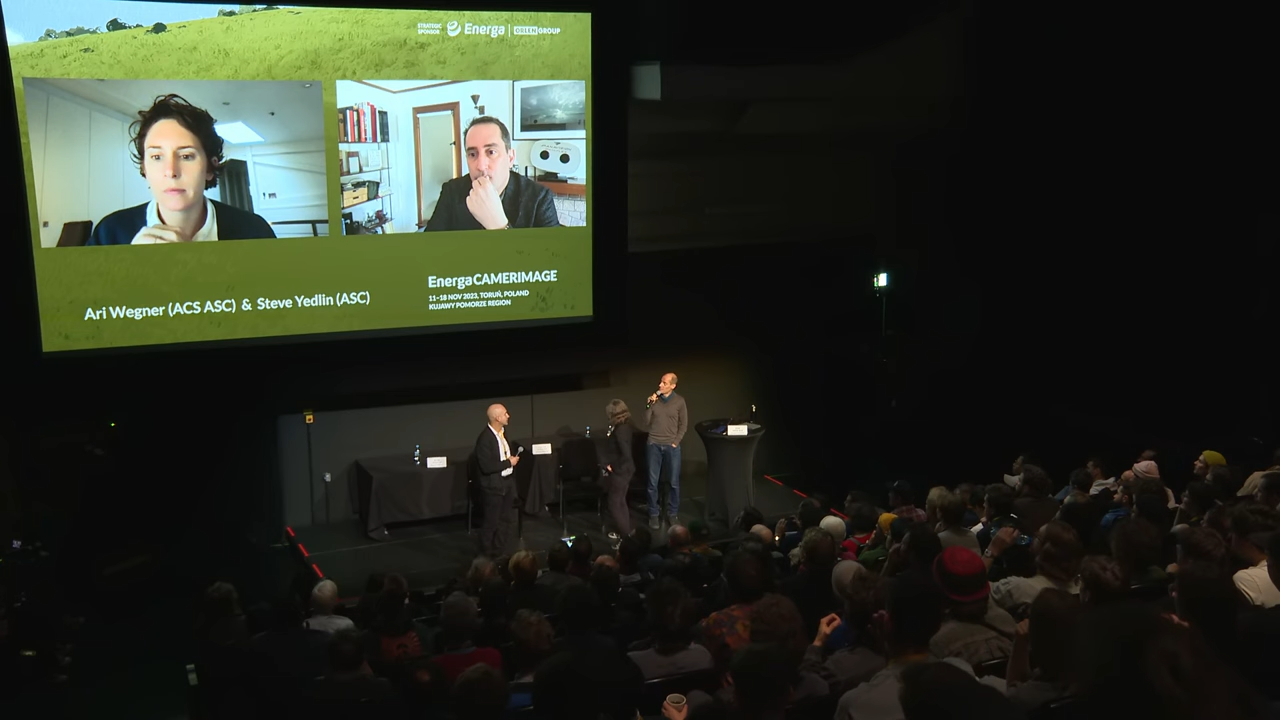 STRATEGIC
SPONSOR
Energa
ORLEN GROUP
Ari Wegner (ACS ASC) & Steve Yedlin (ASC)
EnergaCAMERIMAGE
11-18 NOV 2023, TORUŃ, POLAND
KUJAWY POMORZE REGION